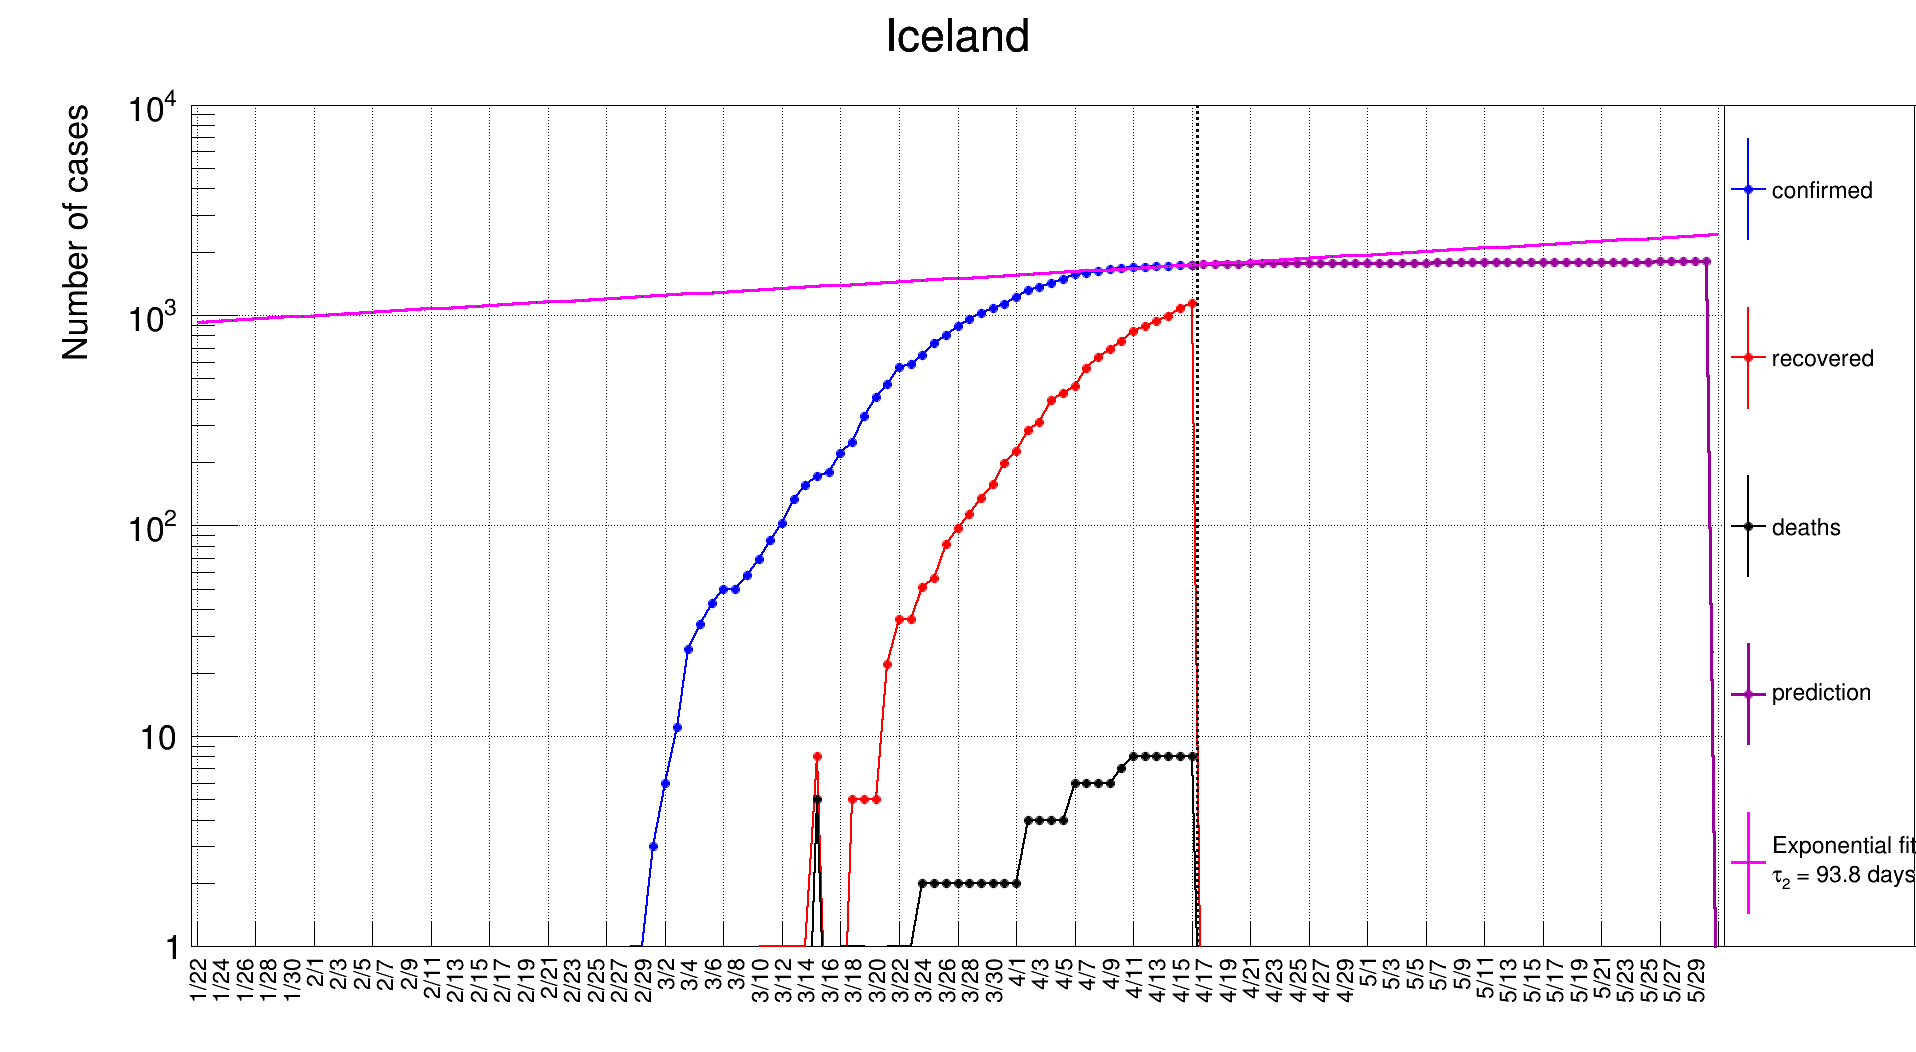 Iceland
Number of cases
10^4
10^3
10^2
10
1
1/22 1/24 1/26 1/28 1/30 2/1 2/3 2/5 2/7 2/9 2/11 2/13 2/15 2/17 2/19 2/21 2/23 2/25 2/27 2/29 3/2 3/4 3/6 3/8 3/10 3/12 3/14 3/16 3/18 3/20 3/22 3/24 3/26 3/28 3/30 4/1 4/3 4/5 4/7 4/9 4/11 4/13 4/15 4/17 4/19 4/21 4/23 4/25 4/27 4/29 5/1 5/3 5/5 5/7 5/9 5/11 5/13 5/15 5/17 5/19 5/21 5/23 5/25 5/27 5/29
confirmed
recovered
deaths
prediction
Exponential fit
τ₂ = 93.8 days